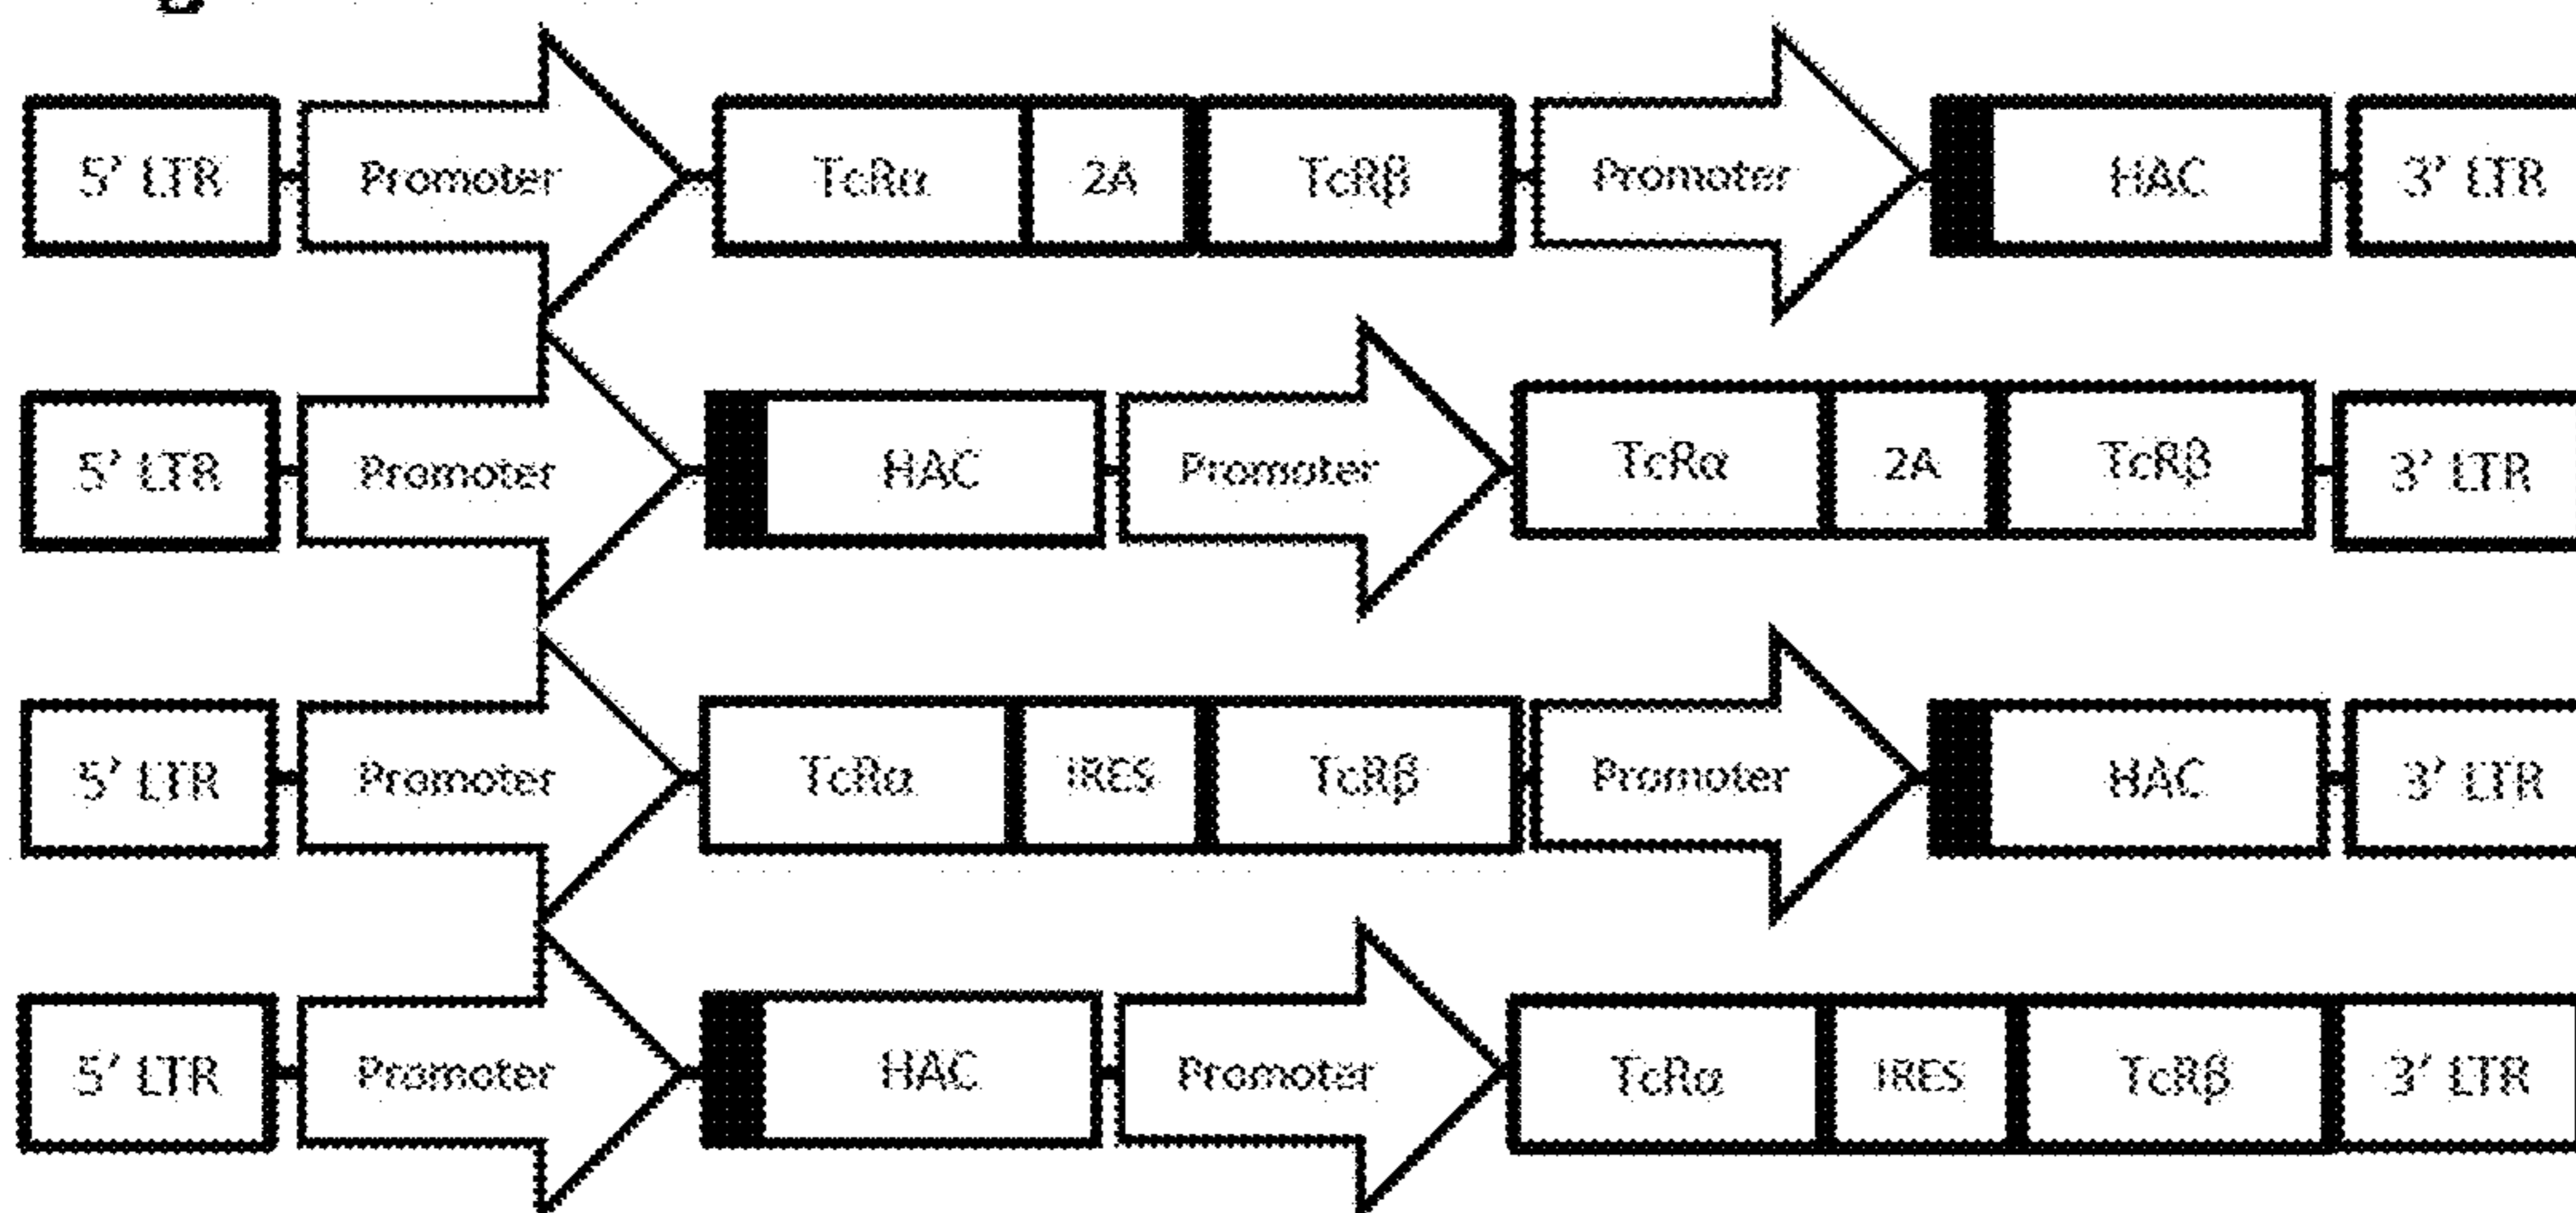 5' LTR Promoter TcRα 2A TcRβ Promoter HAC 3' LTR
5' LTR Promoter HAC Promoter TcRα 2A TcRβ 3' LTR
5' LTR Promoter TcRα IRES TcRβ Promoter HAC 3' LTR
5' LTR Promoter HAC Promoter TcRα IRES TcRβ 3' LTR